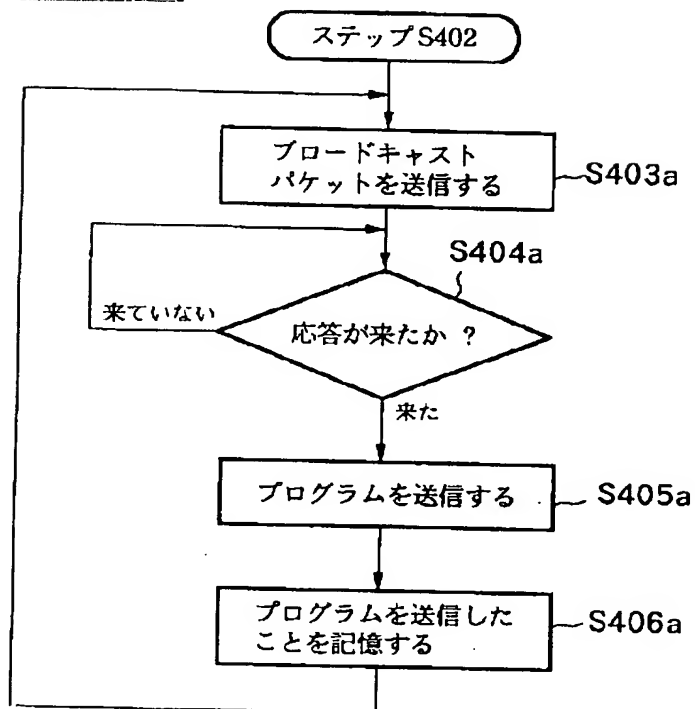 ステップS402
ブロードキャスト
パケットを送信する
S403a
S404a
来ていない
応答が来たか ?
来た
プログラムを送信する
S405a
プログラムを送信した
ことを記憶する
S406a